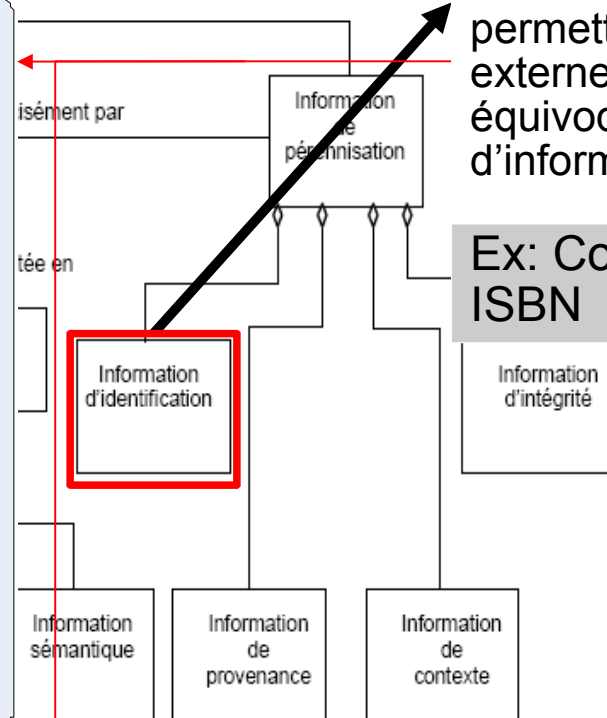 permett
externe
équivoc
d'inform
Ex: Co
ISBN
isément par
Information
de
pérennisation
tée en
Information
d'identification
Information
d'intégrité
Information
sémantique
Information
de
provenance
Information
de
contexte